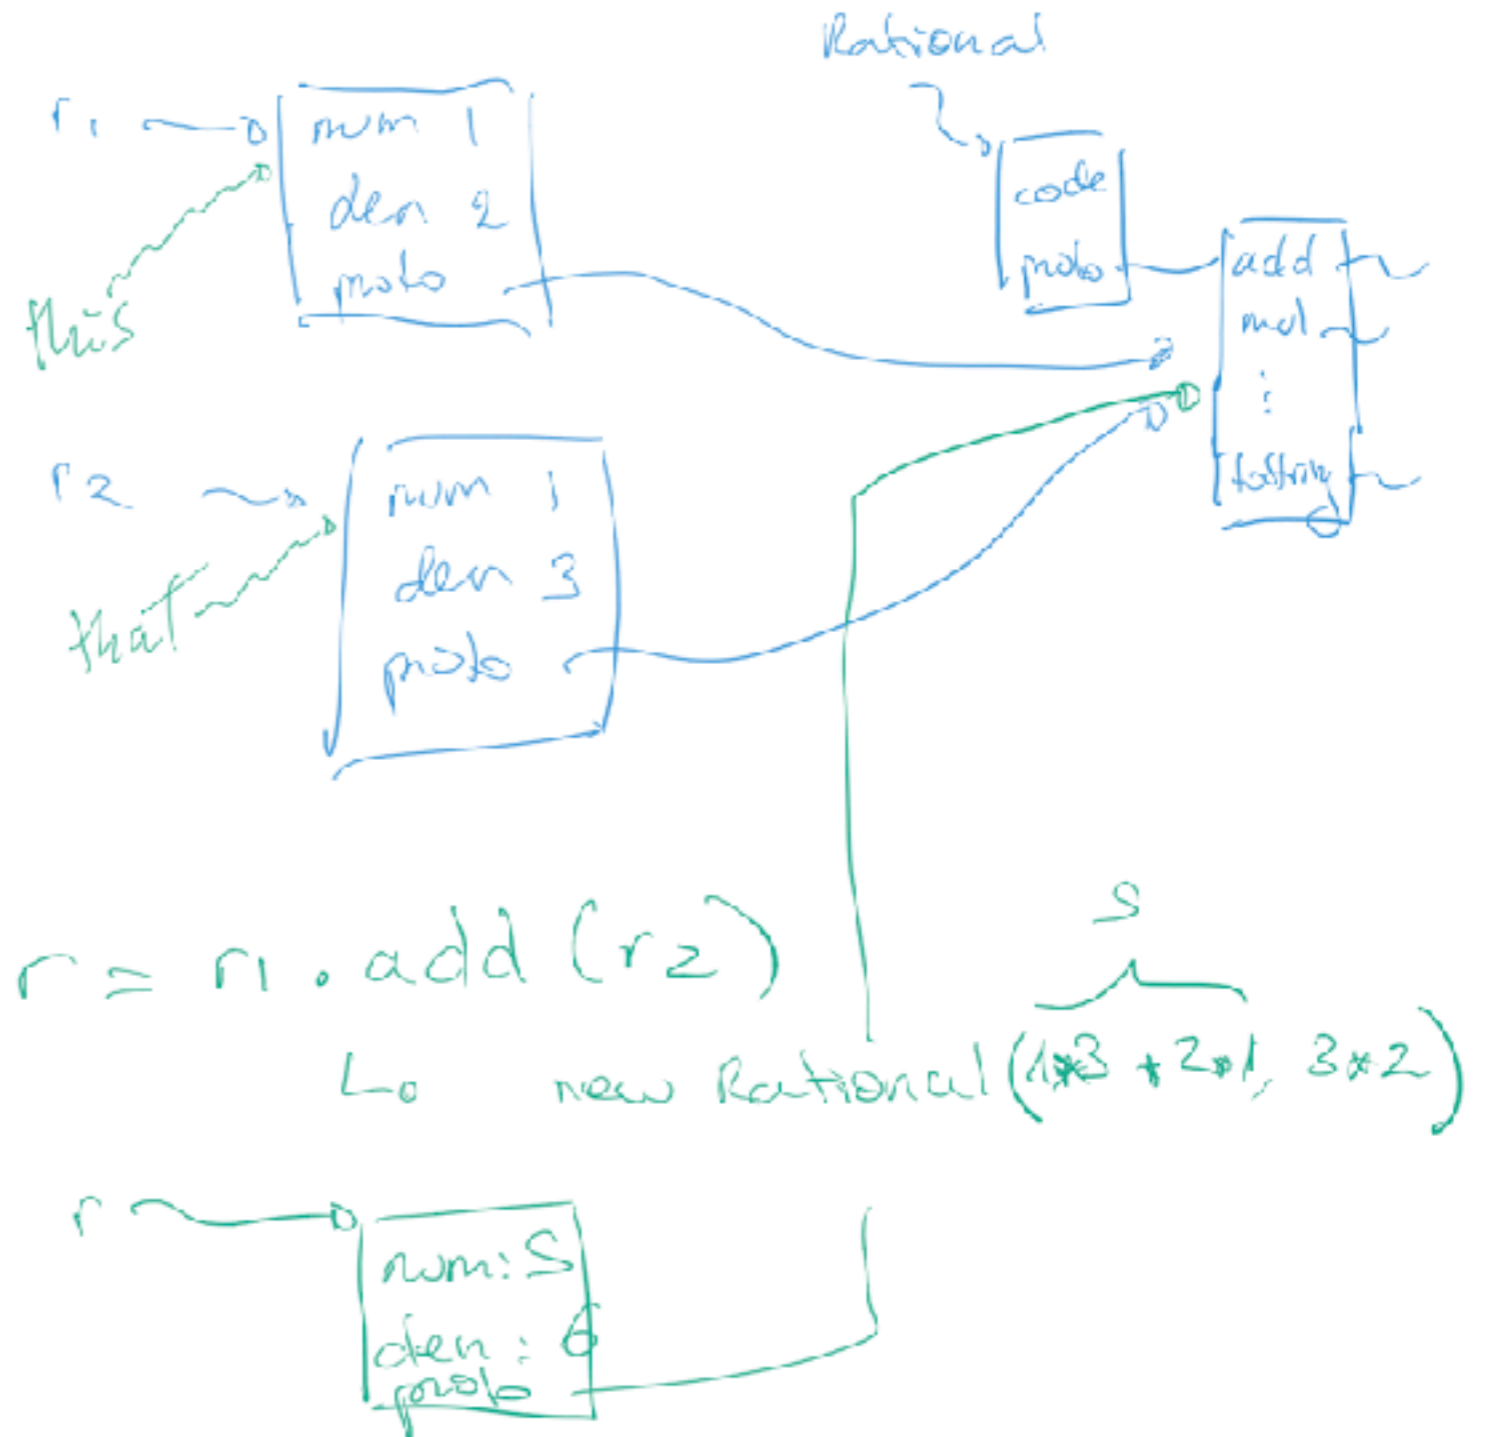 Rational
r1
num 1
den 2
proto
this
code
proto
add
mul
⋮
toString
r2
num 1
den 3
proto
that
r = r1 . add (r2)
5
new Rational (1*3 + 2*1, 3*2)
r
num: 5
den: 6
proto